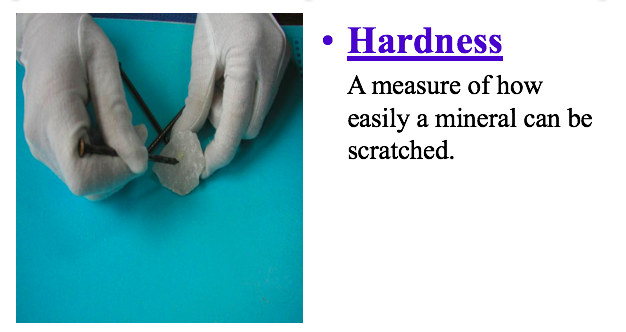 • Hardness
A measure of how
easily a mineral can be
scratched.